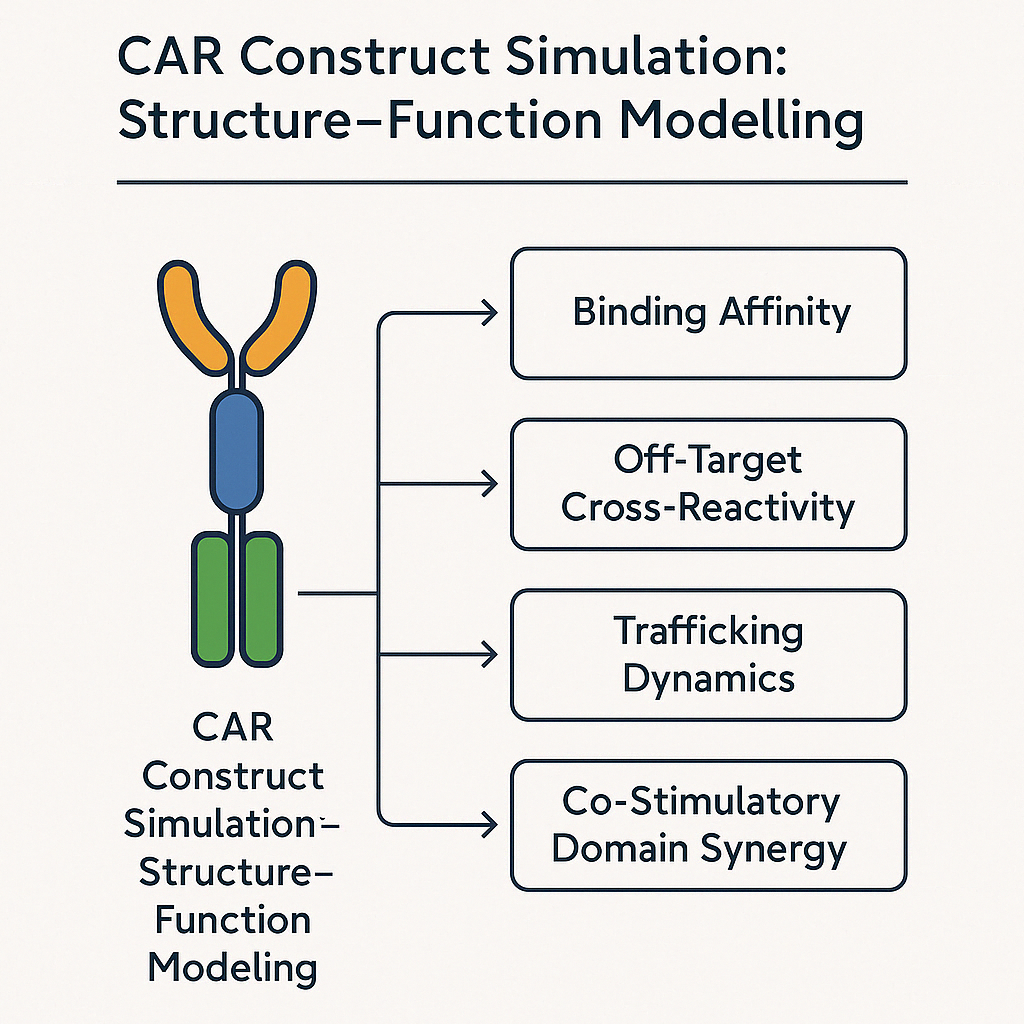 CAR Construct Simulation:
Structure–Function Modelling
Binding Affinity
Off-Target
Cross-Reactivity
Trafficking
Dynamics
Co-Stimulatory
Domain Synergy
CAR
Construct
Simulation–
Structure–
Function
Modeling